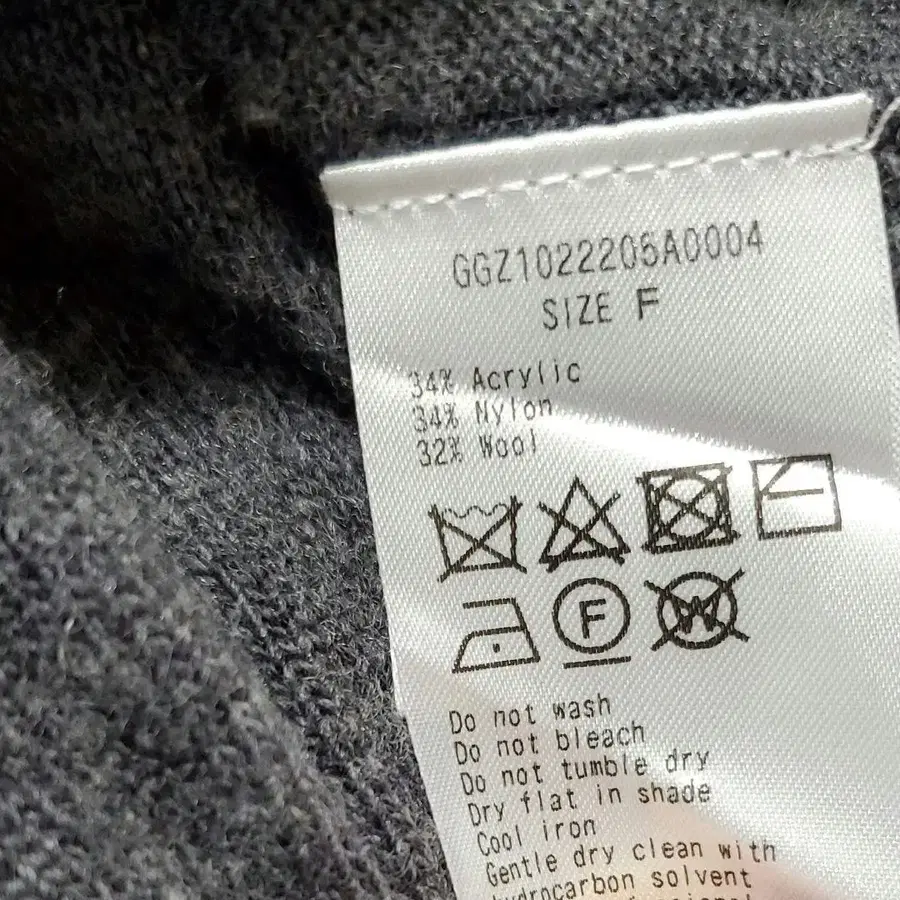 GGZ1022205A0004
SIZE F
34% Acrylic
34% Nylon
32% Wool
F
W
Do not wash
Do not bleach
Do not tumble dry
Dry flat in shade
Cool iron
Gentle dry clean with
hydrocarbon solvent